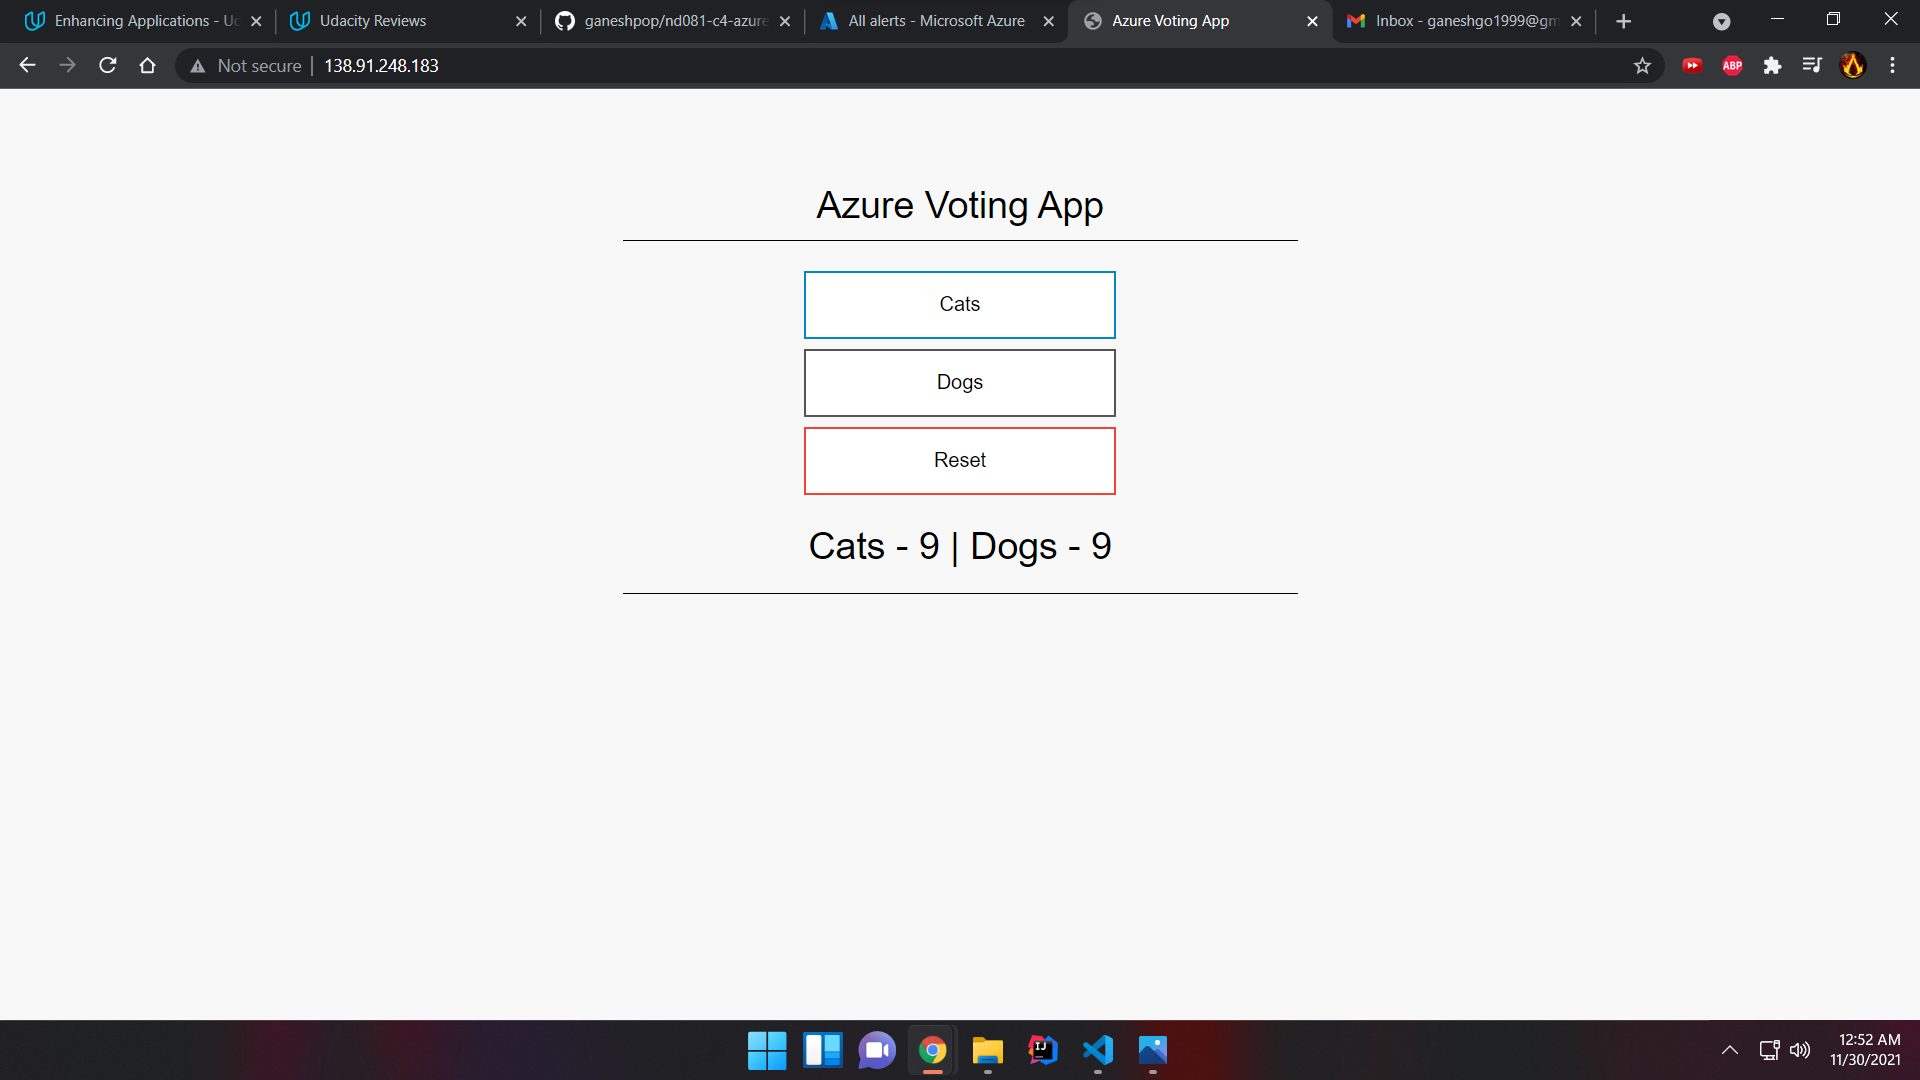 Enhancing Applications - Ud
Udacity Reviews
ganeshpop/nd081-c4-azure
All alerts - Microsoft Azure
Azure Voting App
Inbox - ganeshgo1999@gm
Not secure
138.91.248.183
ABP
Azure Voting App
Cats
Dogs
Reset
Cats - 9 | Dogs - 9
IJ
12:52 AM
11/30/2021